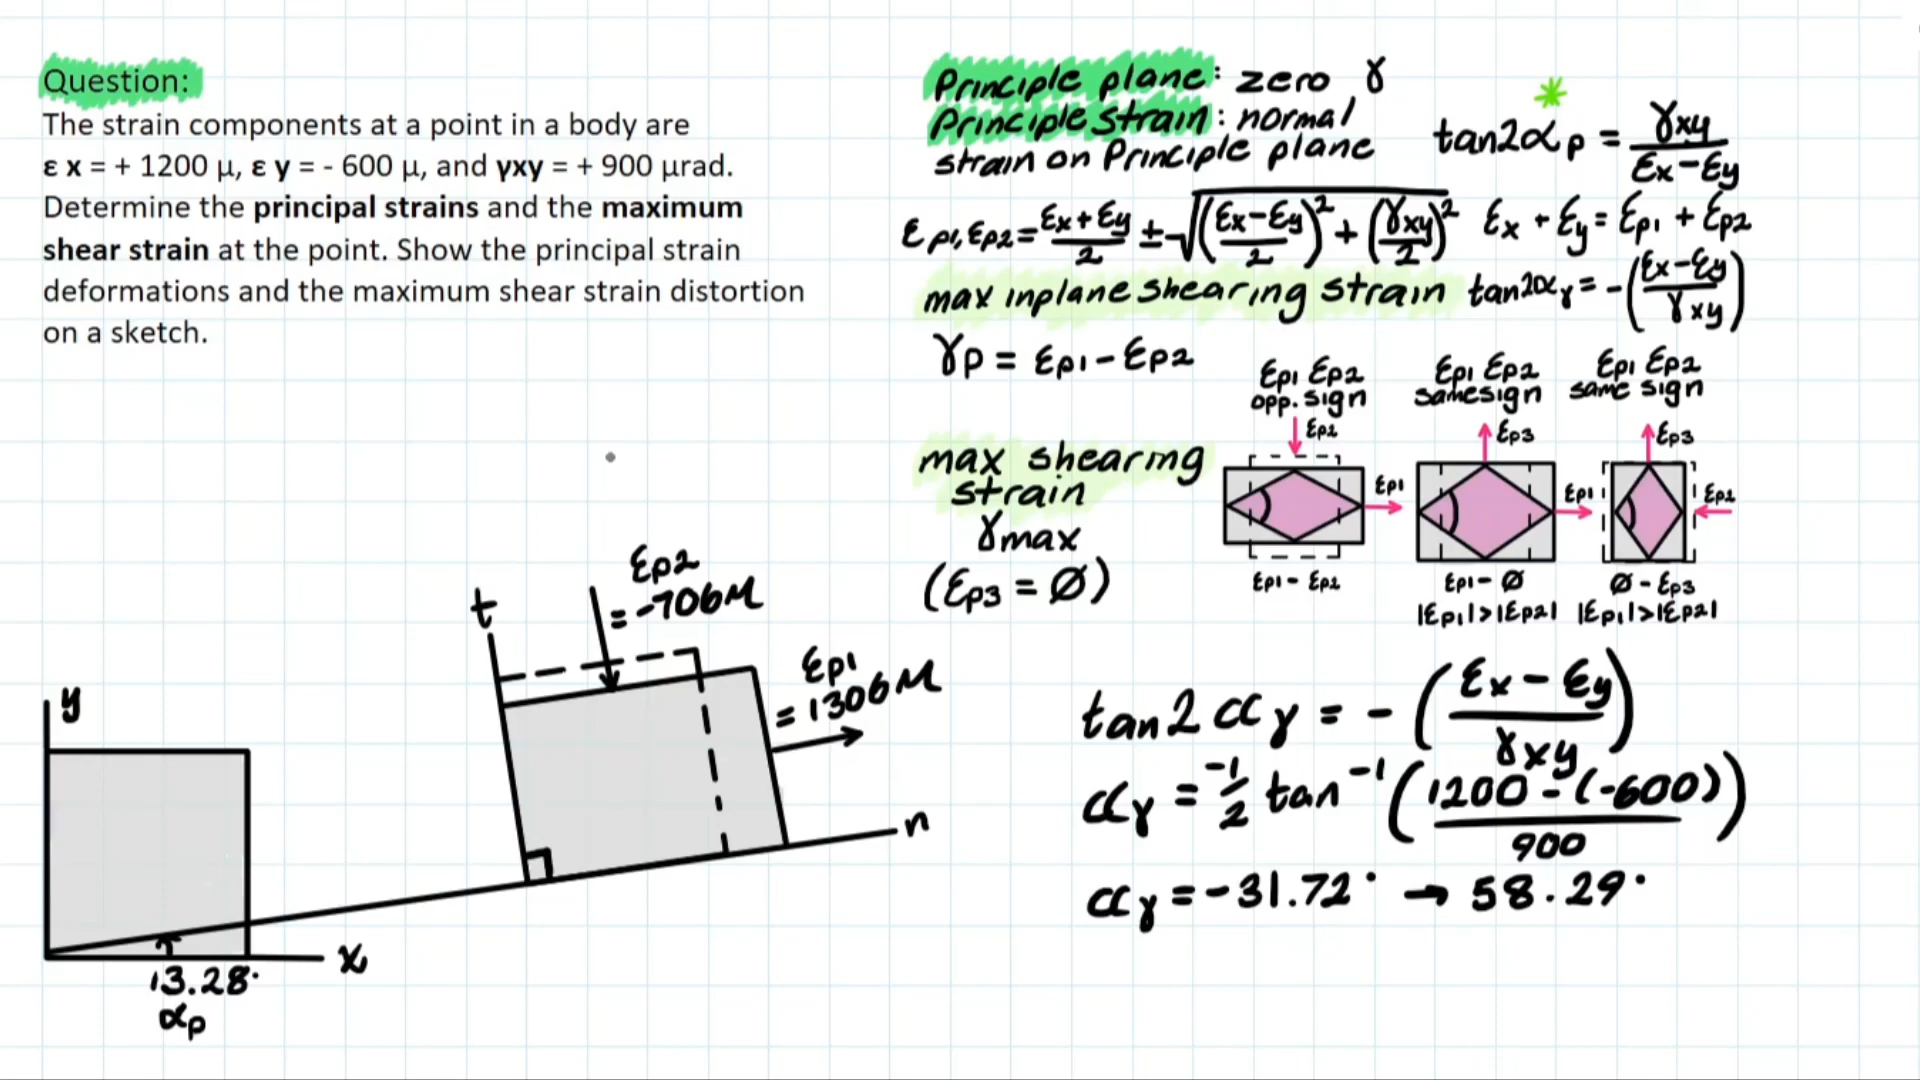 Question:
The strain components at a point in a body are
ε x = + 1200 μ, ε y = - 600 μ, and γxy = + 900 μrad.
Determine the principal strains and the maximum
shear strain at the point. Show the principal strain
deformations and the maximum shear strain distortion
on a sketch.
Principle plane: zero γ
Principle strain: normal
strain on Principle plane
tan2αp = γxy / (εx-εy)
εp1,εp2 = (εx+εy)/2 ± √(((εx-εy)/2)² + (γxy/2)²)
εx + εy = εp1 + εp2
max inplane shearing strain
tan2αγ = -((εx-εy)/γxy)
γp = εp1 - εp2
max shearing
strain
γmax
(εp3 = Ø)
εp1 εp2
opp. sign
εp2
εp1
εp1 - εp2
εp1 εp2
same sign
εp3
εp1
εp1 - Ø
|εp1| > |εp2|
εp1 εp2
same sign
εp3
εp2
Ø - εp3
|εp1| > |εp2|
y
x
13.28°
αp
t
n
εp2
= -706M
εp1
= 1306M
tan2αγ = -((εx - εy)/γxy)
αγ = -1/2 tan⁻¹((1200 - (-600))/900)
αγ = -31.72° → 58.29°